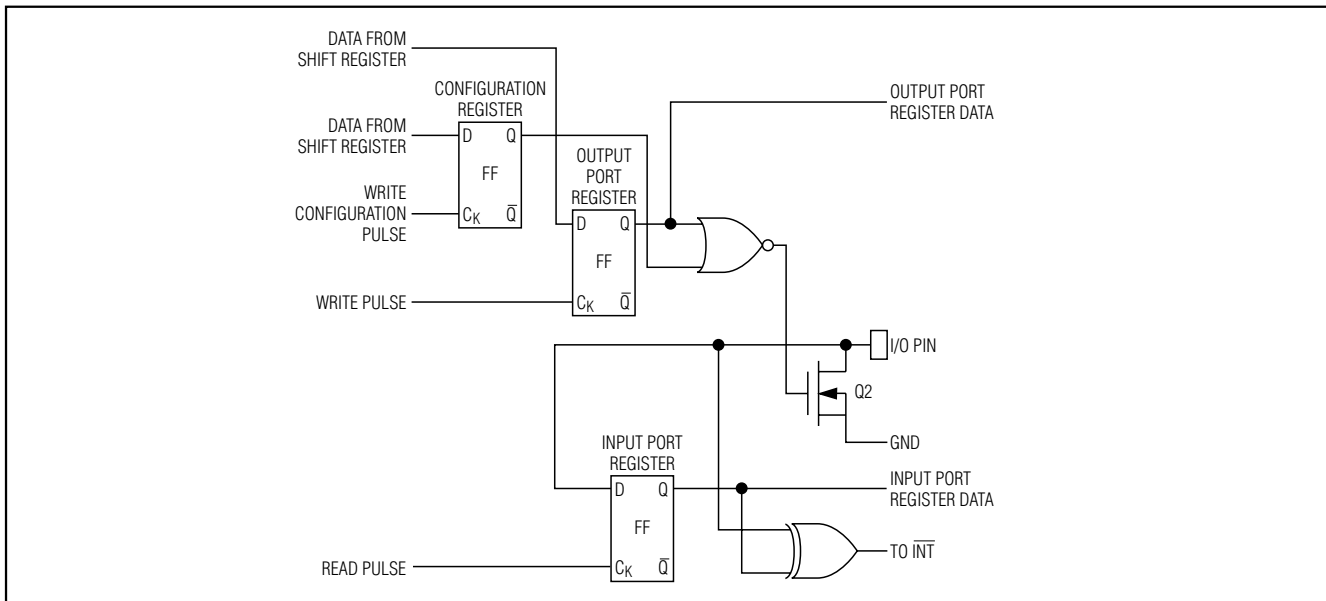 DATA FROM
SHIFT REGISTER
CONFIGURATION
REGISTER
OUTPUT PORT
REGISTER DATA
DATA FROM
SHIFT REGISTER
D Q
FF
CK Q̅
WRITE
CONFIGURATION
PULSE
OUTPUT
PORT
REGISTER
D Q
FF
CK Q̅
WRITE PULSE
I/O PIN
Q2
GND
INPUT PORT
REGISTER
D Q
FF
CK Q̅
INPUT PORT
REGISTER DATA
TO I̅N̅T̅
READ PULSE